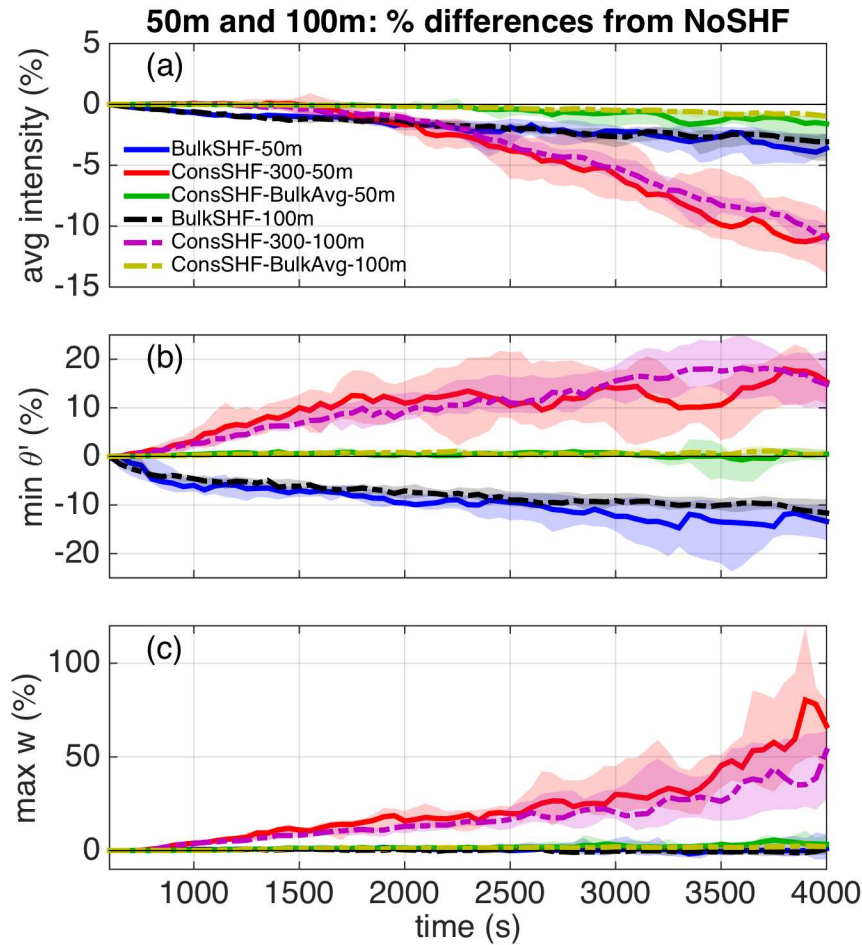 50m and 100m: % differences from NoSHF
(a)
avg intensity (%)
5
0
-5
-10
-15
BulkSHF-50m
ConsSHF-300-50m
ConsSHF-BulkAvg-50m
BulkSHF-100m
ConsSHF-300-100m
ConsSHF-BulkAvg-100m
(b)
min θ' (%)
20
10
0
-10
-20
(c)
max w (%)
100
50
0
1000 1500 2000 2500 3000 3500 4000
time (s)